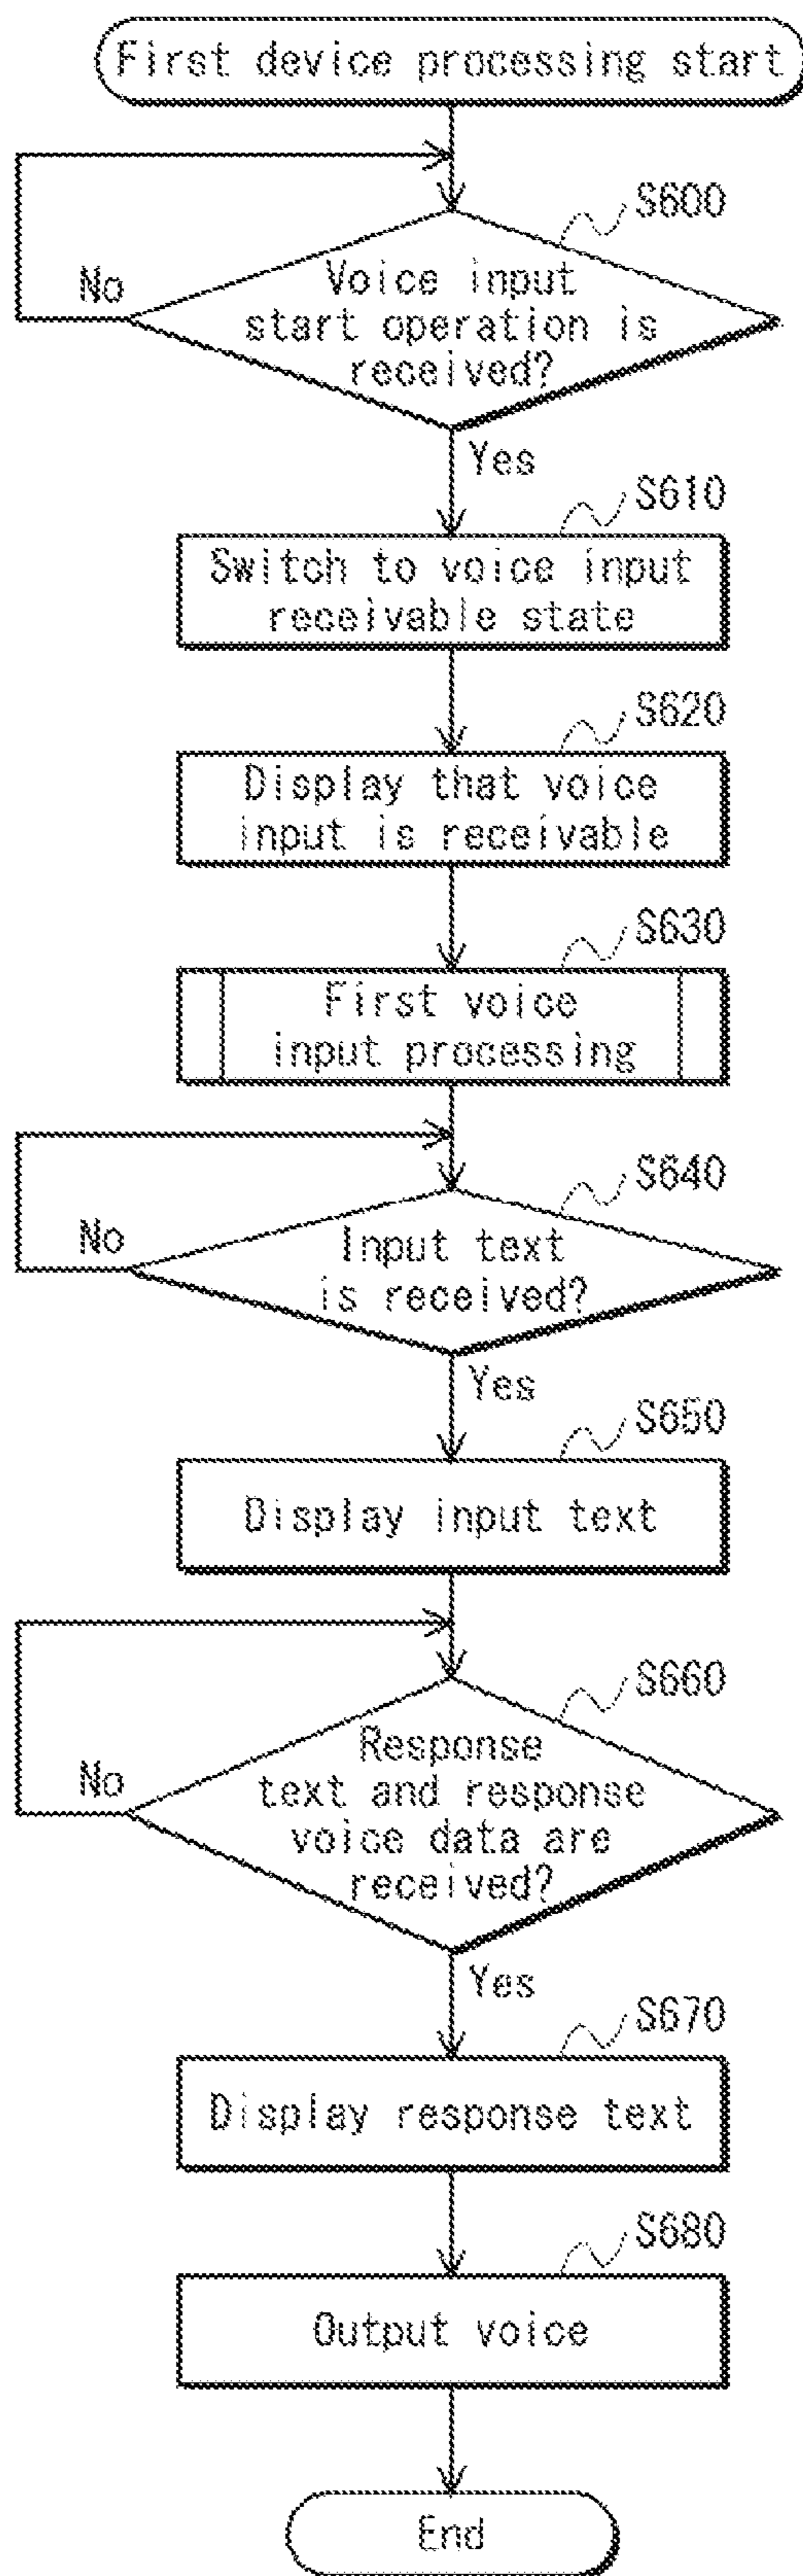 First device processing start
S600
No
Voice input
start operation is
received?
Yes
S610
Switch to voice input
receivable state
S620
Display that voice
input is receivable
S630
First voice
input processing
S640
No
Input text
is received?
Yes
S650
Display input text
S660
No
Response
text and response
voice data are
received?
Yes
S670
Display response text
S680
Output voice
End